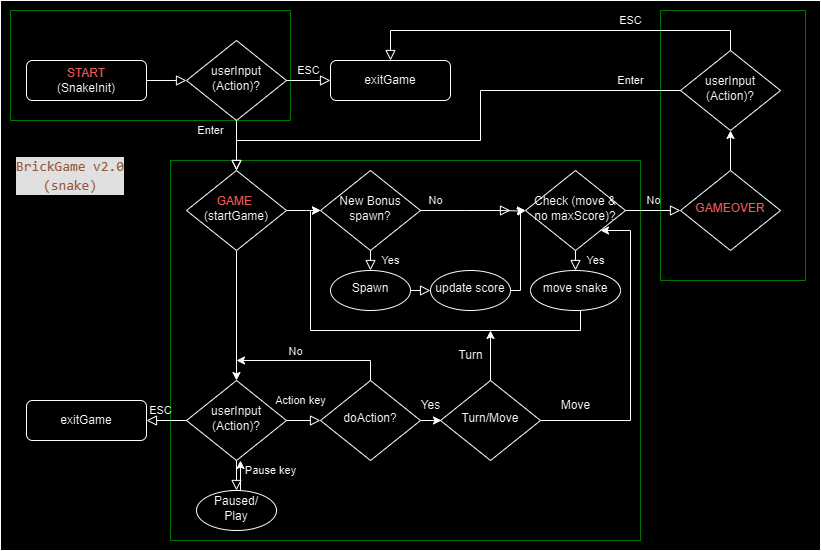 START
(SnakeInit)
userInput
(Action)?
ESC
exitGame
ESC
userInput
(Action)?
Enter
Enter
BrickGame v2.0
(snake)
GAME
(startGame)
New Bonus
spawn?
No
Check (move &
no maxScore)?
No
GAMEOVER
Yes
Spawn
update score
Yes
move snake
Turn
No
exitGame
ESC
userInput
(Action)?
Action key
doAction?
Yes
Turn/Move
Move
Pause key
Paused/
Play